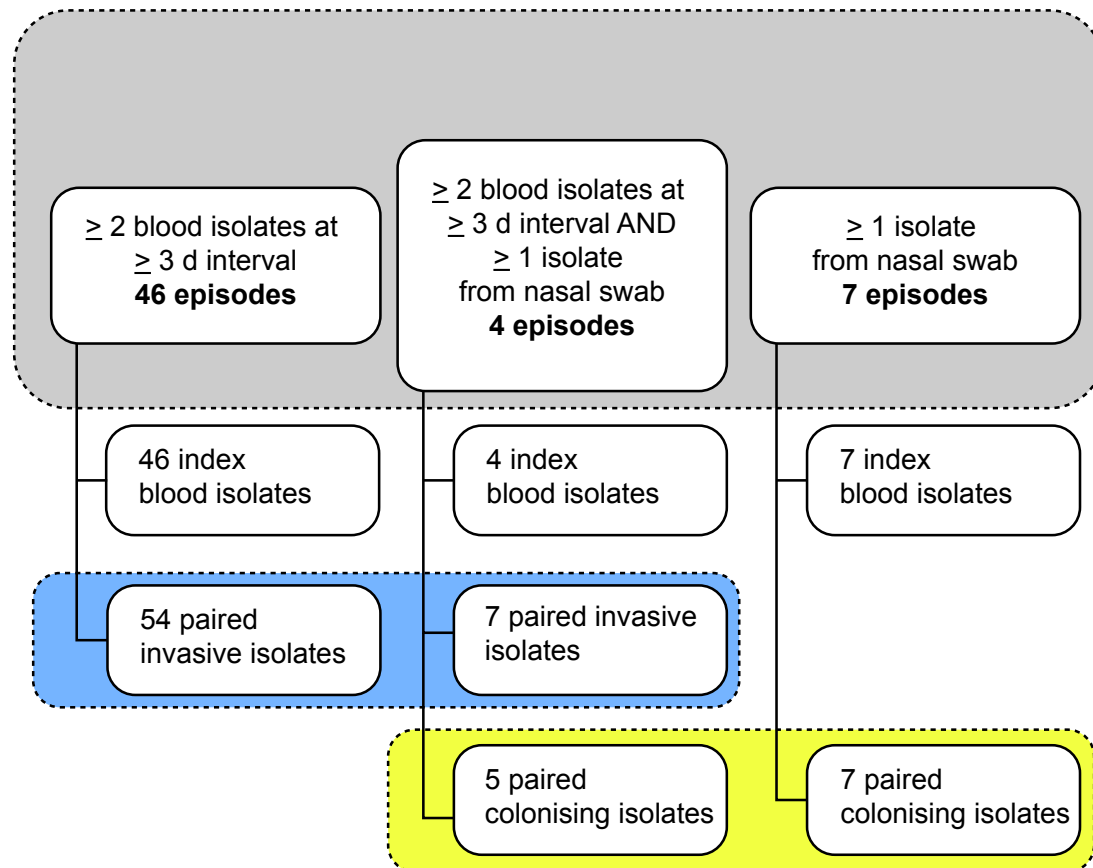 ≥ 2 blood isolates at
≥ 3 d interval
46 episodes
≥ 2 blood isolates at
≥ 3 d interval AND
≥ 1 isolate
from nasal swab
4 episodes
≥ 1 isolate
from nasal swab
7 episodes
46 index
blood isolates
4 index
blood isolates
7 index
blood isolates
54 paired
invasive isolates
7 paired invasive
isolates
5 paired
colonising isolates
7 paired
colonising isolates